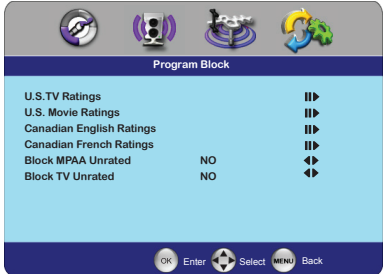 Program Block
U.S.TV Ratings
U.S. Movie Ratings
Canadian English Ratings
Canadian French Ratings
Block MPAA Unrated NO
Block TV Unrated NO
OK Enter Select MENU Back